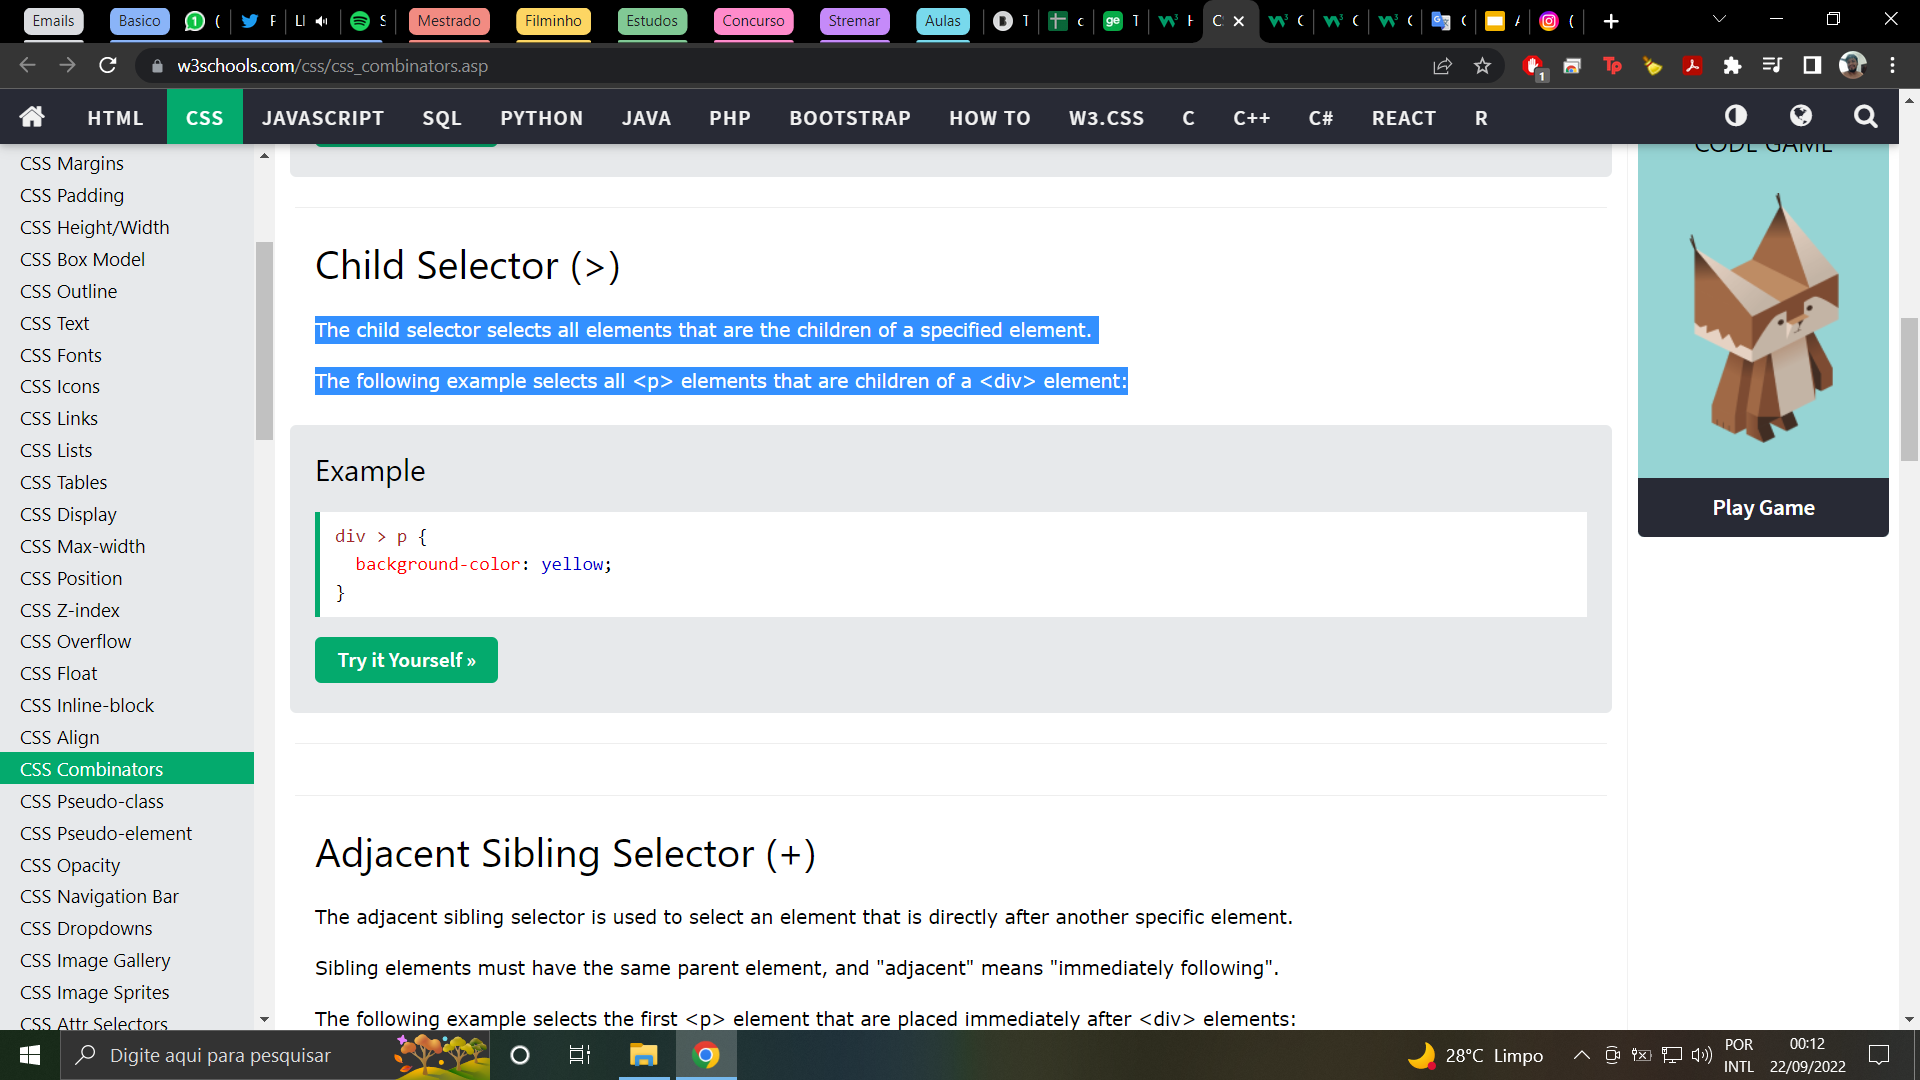 Emails
Basico
1
Mestrado
Filminho
Estudos
Concurso
Stremar
Aulas
w3schools.com/css/css_combinators.asp
1
HTML
CSS
JAVASCRIPT
SQL
PYTHON
JAVA
PHP
BOOTSTRAP
HOW TO
W3.CSS
C
C++
C#
REACT
R
CSS Margins
CSS Padding
CSS Height/Width
CSS Box Model
CSS Outline
CSS Text
CSS Fonts
CSS Icons
CSS Links
CSS Lists
CSS Tables
CSS Display
CSS Max-width
CSS Position
CSS Z-index
CSS Overflow
CSS Float
CSS Inline-block
CSS Align
CSS Combinators
CSS Pseudo-class
CSS Pseudo-element
CSS Opacity
CSS Navigation Bar
CSS Dropdowns
CSS Image Gallery
CSS Image Sprites
CSS Attr Selectors
Child Selector (>)
The child selector selects all elements that are the children of a specified element.
The following example selects all <p> elements that are children of a <div> element:
Example
div > p {
background-color: yellow;
}
Try it Yourself »
Adjacent Sibling Selector (+)
The adjacent sibling selector is used to select an element that is directly after another specific element.
Sibling elements must have the same parent element, and "adjacent" means "immediately following".
The following example selects the first <p> element that are placed immediately after <div> elements:
CODE GAME
Play Game
Digite aqui para pesquisar
28°C Limpo
POR
INTL
00:12
22/09/2022